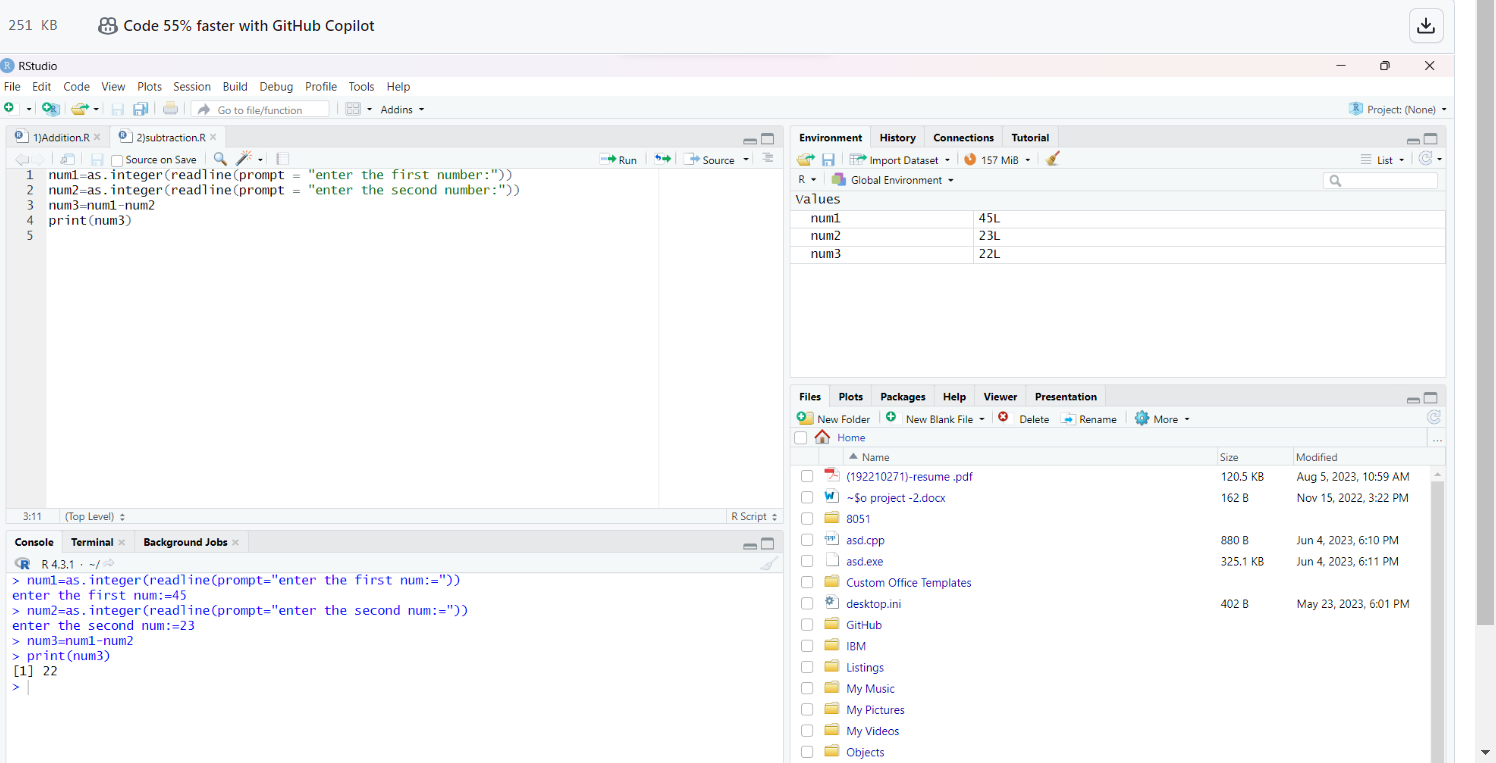 251 KB Code 55% faster with GitHub Copilot
RStudio
File Edit Code View Plots Session Build Debug Profile Tools Help
Go to file/function Addins Project: (None)
1)Addition.R 2)subtraction.R
Source on Save Run Source
1 num1=as.integer(readline(prompt = "enter the first number:"))
2 num2=as.integer(readline(prompt = "enter the second number:"))
3 num3=num1-num2
4 print(num3)
5
3:11 (Top Level) R Script
Console Terminal Background Jobs
R 4.3.1 · ~/
> num1=as.integer(readline(prompt="enter the first num:="))
enter the first num:=45
> num2=as.integer(readline(prompt="enter the second num:="))
enter the second num:=23
> num3=num1-num2
> print(num3)
[1] 22
>
Environment History Connections Tutorial
Import Dataset 157 MiB List
R Global Environment
Values
num1 45L
num2 23L
num3 22L
Files Plots Packages Help Viewer Presentation
New Folder New Blank File Delete Rename More
Home ...
Name Size Modified
(192210271)-resume .pdf 120.5 KB Aug 5, 2023, 10:59 AM
~$o project -2.docx 162 B Nov 15, 2022, 3:22 PM
8051
asd.cpp 880 B Jun 4, 2023, 6:10 PM
asd.exe 325.1 KB Jun 4, 2023, 6:11 PM
Custom Office Templates
desktop.ini 402 B May 23, 2023, 6:01 PM
GitHub
IBM
Listings
My Music
My Pictures
My Videos
Objects